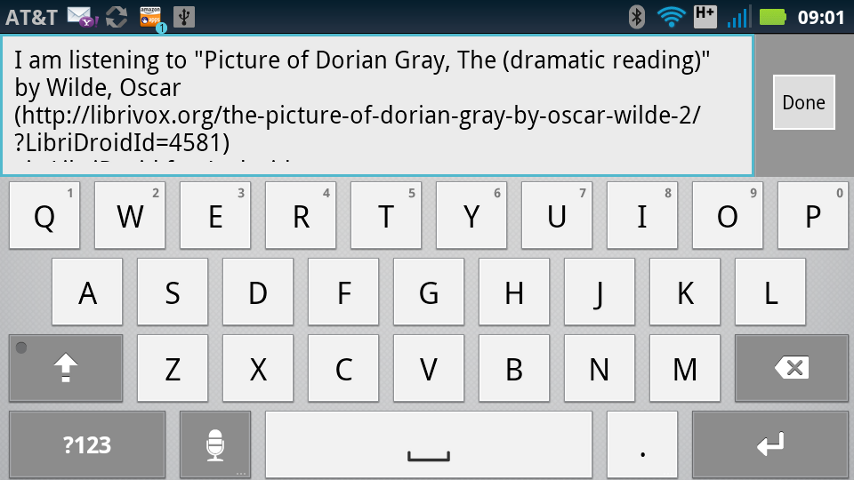 AT&T
amazon
Apps
1
H+
09:01
I am listening to "Picture of Dorian Gray, The (dramatic reading)"
by Wilde, Oscar
(http://librivox.org/the-picture-of-dorian-gray-by-oscar-wilde-2/
?LibriDroidId=4581)
Done
Q 1 W 2 E 3 R 4 T 5 Y 6 U 7 I 8 O 9 P 0
A S D F G H J K L
Z X C V B N M
?123 ... .